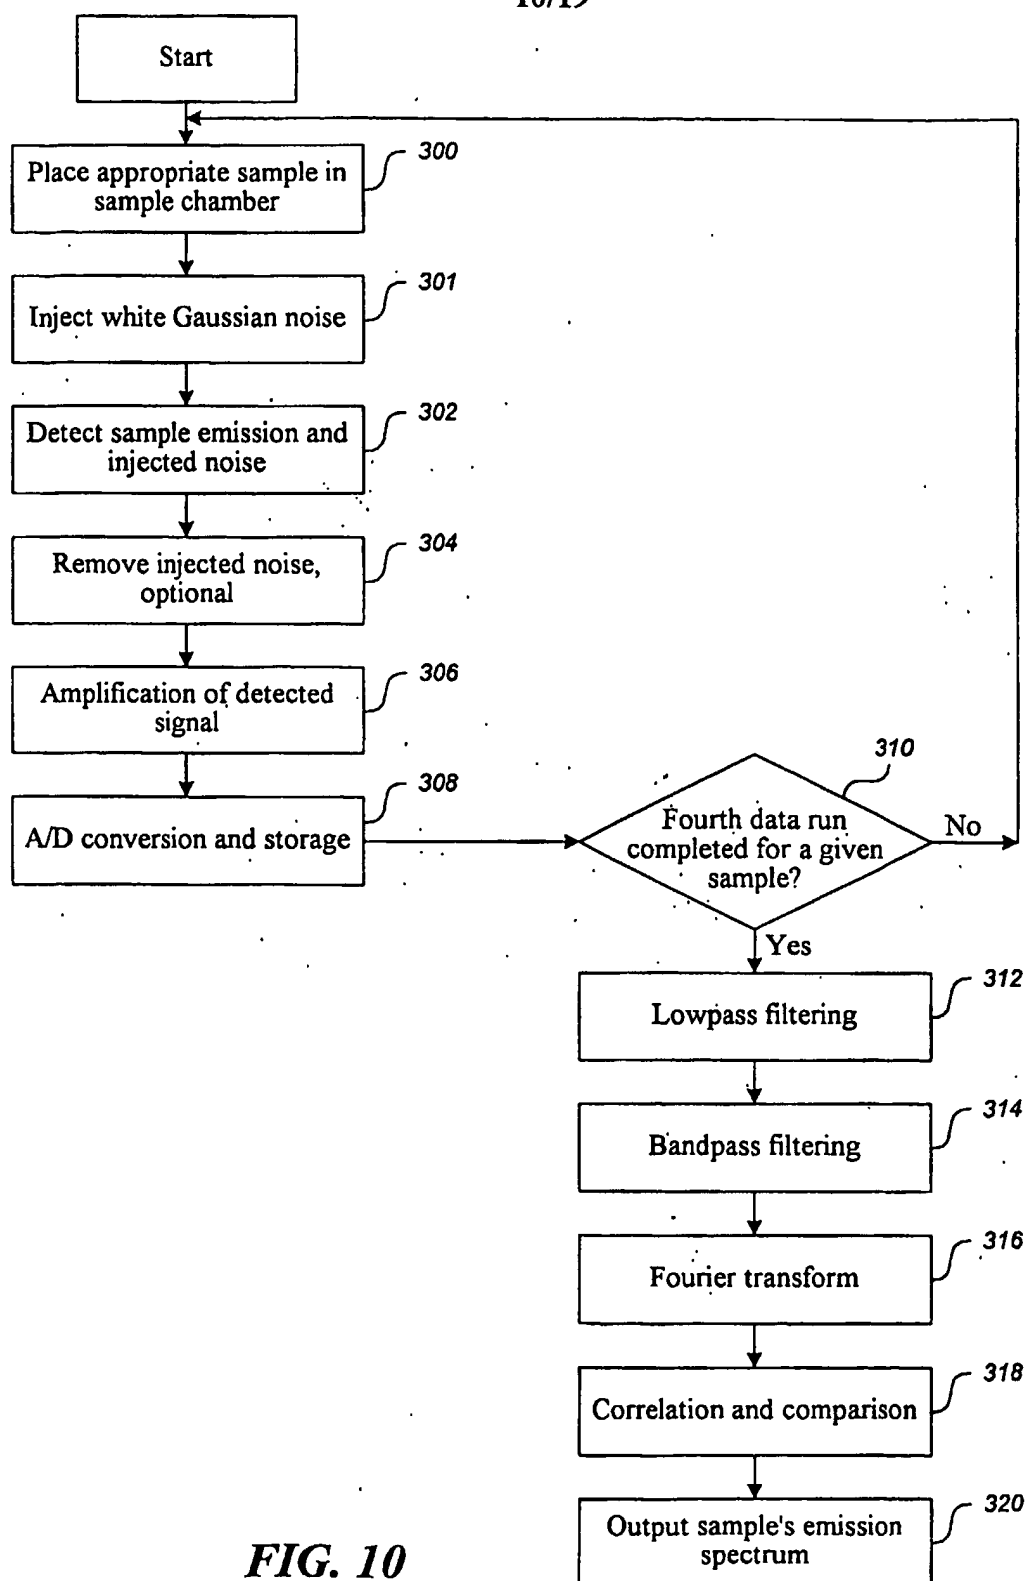 10/19
Start
300
Place appropriate sample in
sample chamber
301
Inject white Gaussian noise
302
Detect sample emission and
injected noise
304
Remove injected noise,
optional
306
Amplification of detected
signal
308
A/D conversion and storage
310
Fourth data run
completed for a given
sample?
No
Yes
312
Lowpass filtering
314
Bandpass filtering
316
Fourier transform
318
Correlation and comparison
320
Output sample's emission
spectrum
FIG. 10